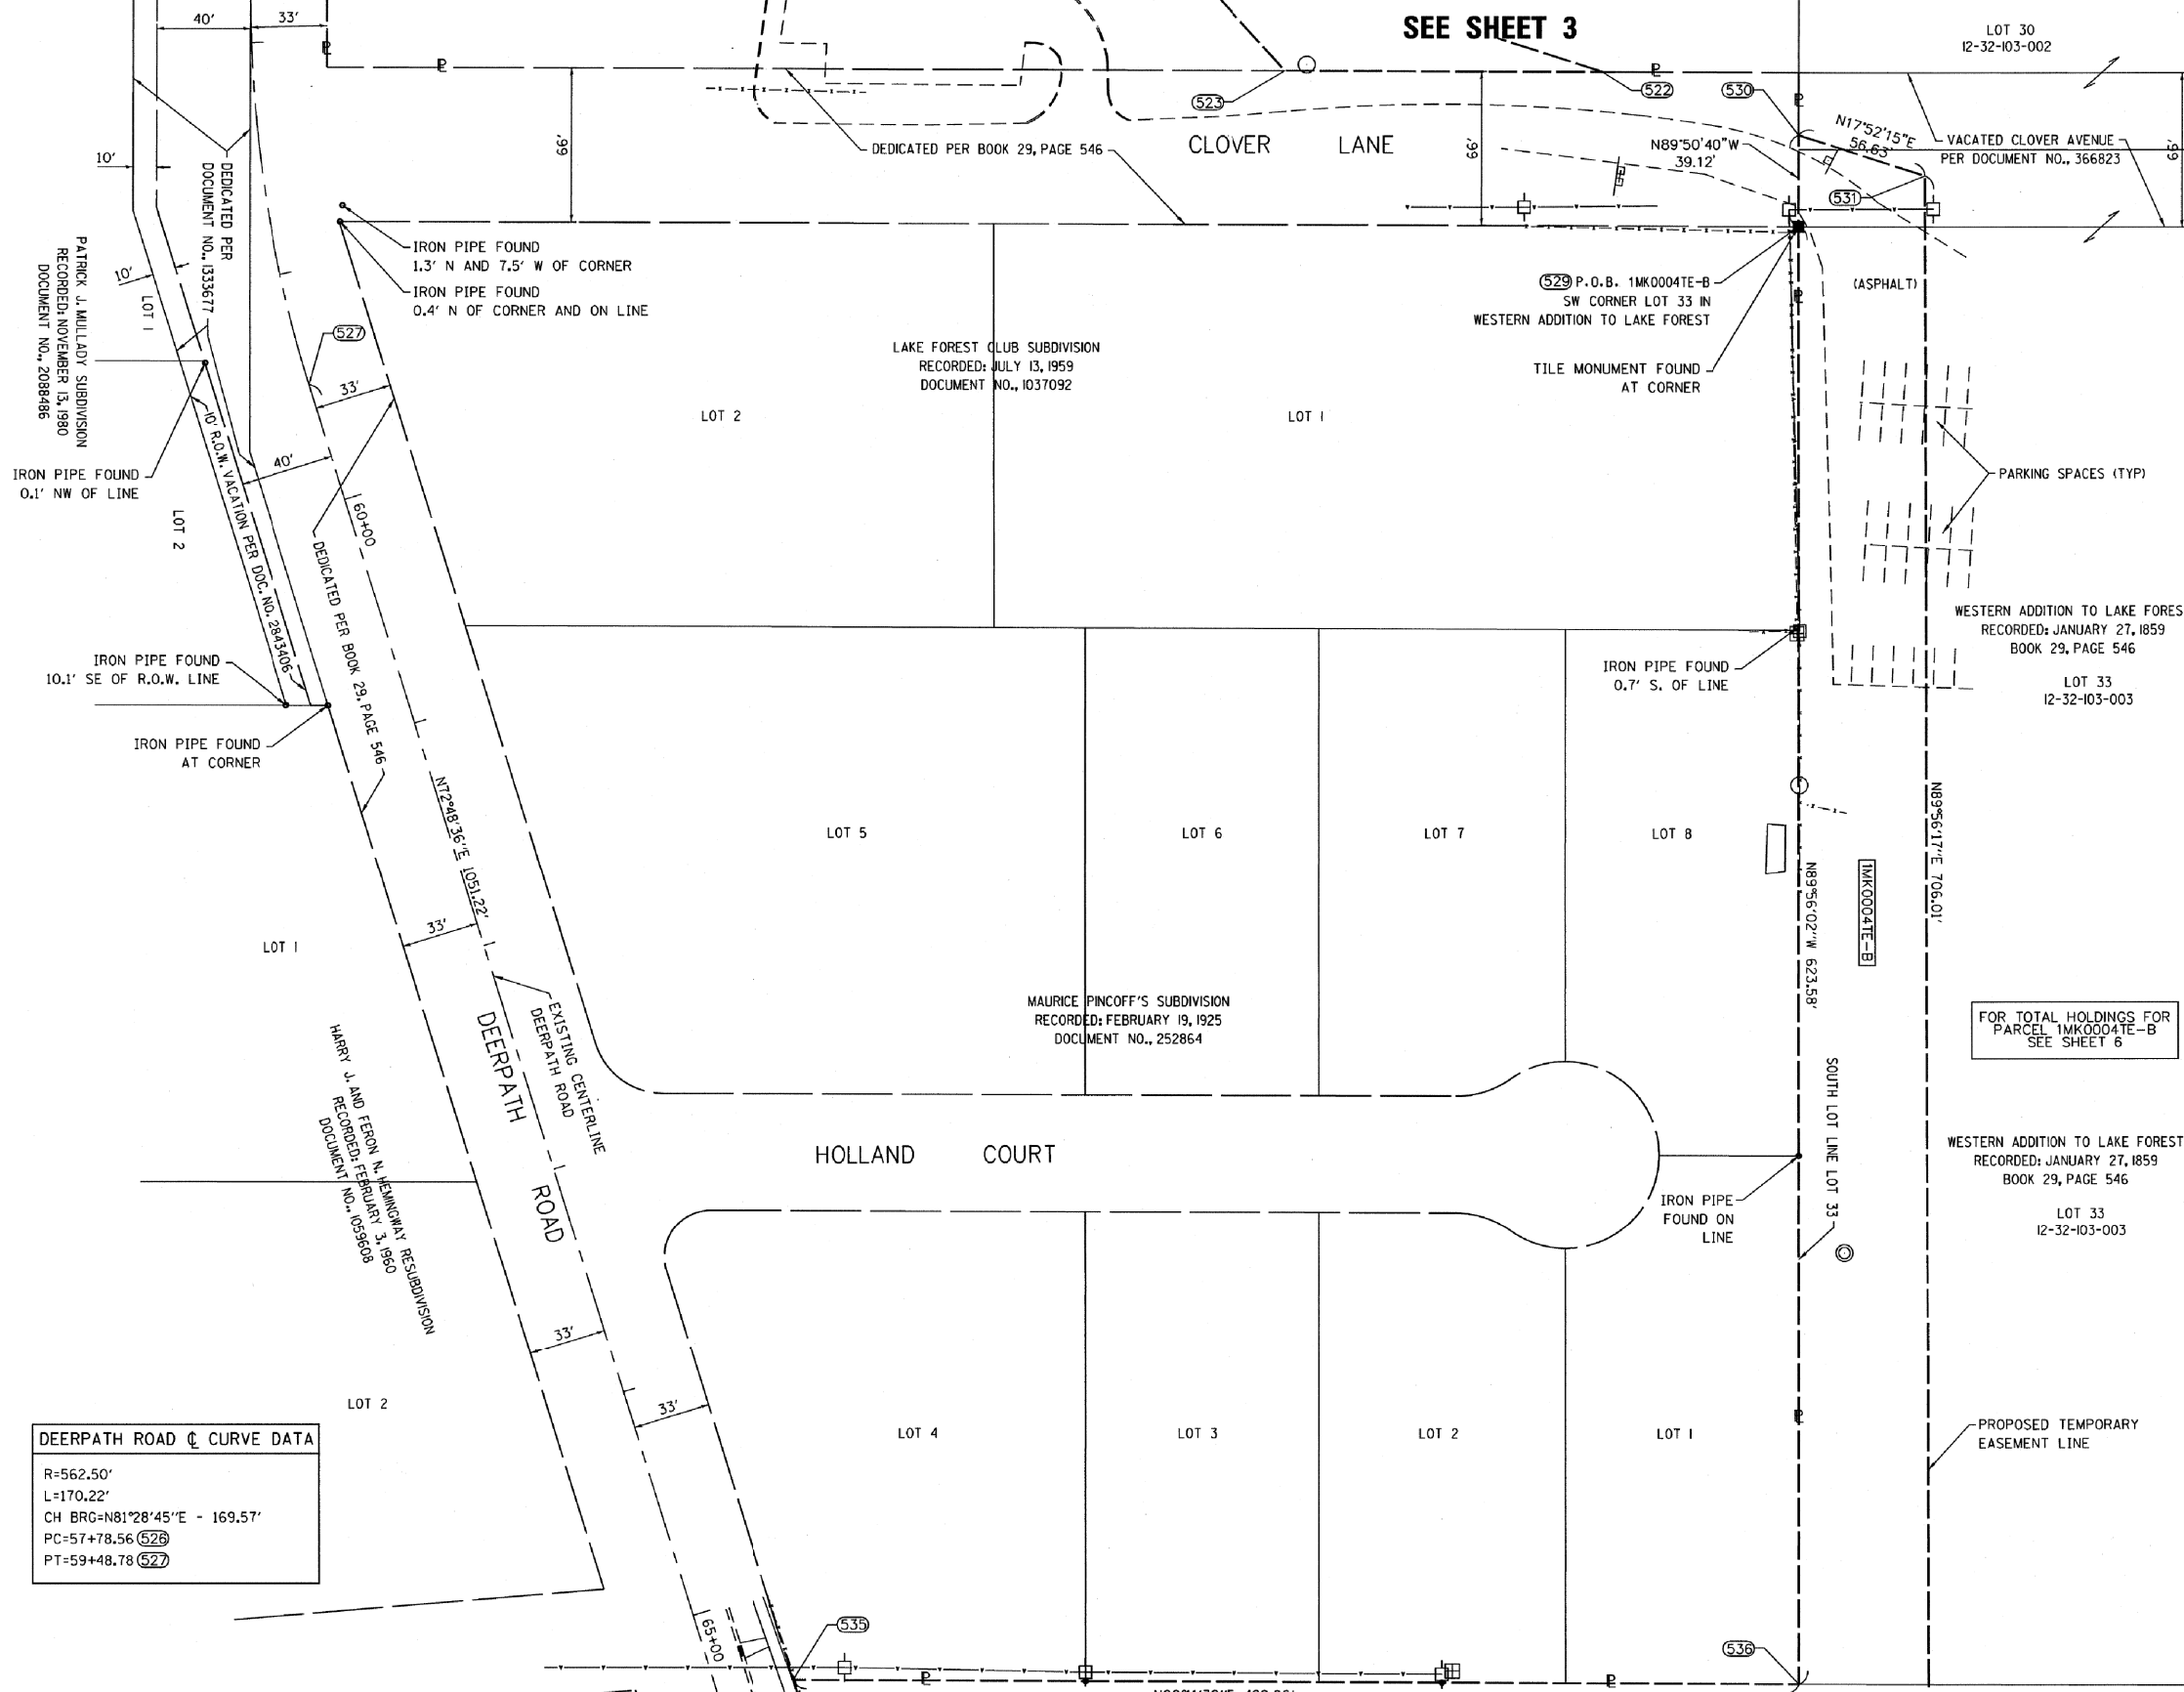 SEE SHEET 3
LOT 30
12-32-103-002
40'
33'
523
522
530
66'
66'
66'
CLOVER LANE
DEDICATED PER BOOK 29, PAGE 546
N89°50'40"W
39.12'
N17°52'15"E
56.63'
VACATED CLOVER AVENUE
PER DOCUMENT NO., 366823
531
10'
DEDICATED PER
DOCUMENT NO., 1333677
10'
LOT 1
PATRICK J. MULLADY SUBDIVISION
RECORDED: NOVEMBER 13, 1980
DOCUMENT NO., 2088486
IRON PIPE FOUND
1.3' N AND 7.5' W OF CORNER
IRON PIPE FOUND
0.4' N OF CORNER AND ON LINE
527
33'
529 P.O.B. 1MK0004TE-B
SW CORNER LOT 33 IN
WESTERN ADDITION TO LAKE FOREST
(ASPHALT)
LAKE FOREST CLUB SUBDIVISION
RECORDED: JULY 13, 1959
DOCUMENT NO., 1037092
TILE MONUMENT FOUND
AT CORNER
LOT 2
LOT 1
PARKING SPACES (TYP)
IRON PIPE FOUND
0.1' NW OF LINE
LOT 2
10' R.O.W. VACATION PER DOC. NO. 2843406
40'
60+00
DEDICATED PER BOOK 29, PAGE 546
WESTERN ADDITION TO LAKE FORES
RECORDED: JANUARY 27, 1859
BOOK 29, PAGE 546
LOT 33
12-32-103-003
IRON PIPE FOUND
10.1' SE OF R.O.W. LINE
IRON PIPE FOUND
0.7' S. OF LINE
IRON PIPE FOUND
AT CORNER
N72°48'36"E 1051.22'
LOT 5
LOT 6
LOT 7
LOT 8
N89°56'02"W 623.58'
1MK0004TE-B
N89°56'17"E 706.01'
LOT 1
33'
EXISTING CENTERLINE
DEERPATH ROAD
DEERPATH ROAD
MAURICE PINCOFF'S SUBDIVISION
RECORDED: FEBRUARY 19, 1925
DOCUMENT NO., 252864
FOR TOTAL HOLDINGS FOR
PARCEL 1MK0004TE-B
SEE SHEET 6
HARRY J. AND FERON N. HEMINGWAY RESUBDIVISION
RECORDED: FEBRUARY 3, 1960
DOCUMENT NO., 1059608
HOLLAND COURT
SOUTH LOT LINE LOT 33
WESTERN ADDITION TO LAKE FOREST
RECORDED: JANUARY 27, 1859
BOOK 29, PAGE 546
LOT 33
12-32-103-003
IRON PIPE
FOUND ON
LINE
33'
33'
LOT 2
LOT 4
LOT 3
LOT 2
LOT 1
PROPOSED TEMPORARY
EASEMENT LINE
DEERPATH ROAD ℄ CURVE DATA
R=562.50'
L=170.22'
CH BRG=N81°28'45"E - 169.57'
PC=57+78.56 526
PT=59+48.78 527
65+00
535
536